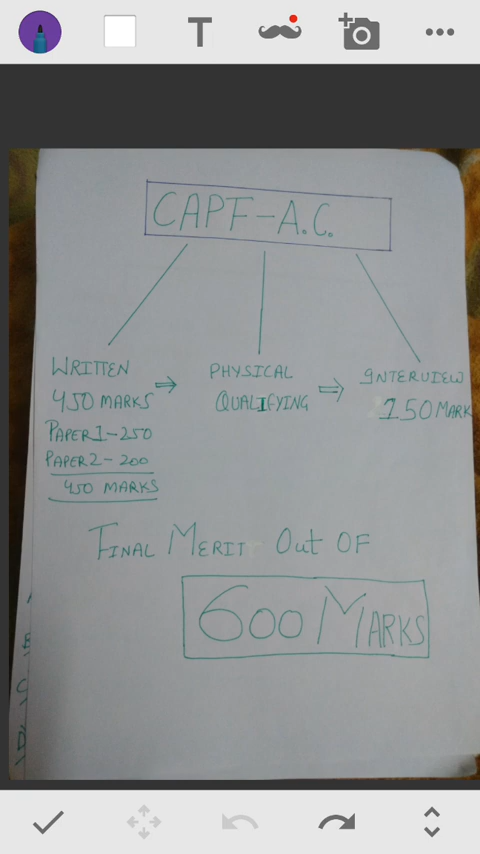 CAPF-A.C.
WRITTEN
450 MARKS
PAPER1-250
PAPER2-200
450 MARKS
⇒
PHYSICAL
QUALIFYING
⇒
INTERVIEW
150 MARK
FINAL MERIT Out OF
600 MARKS